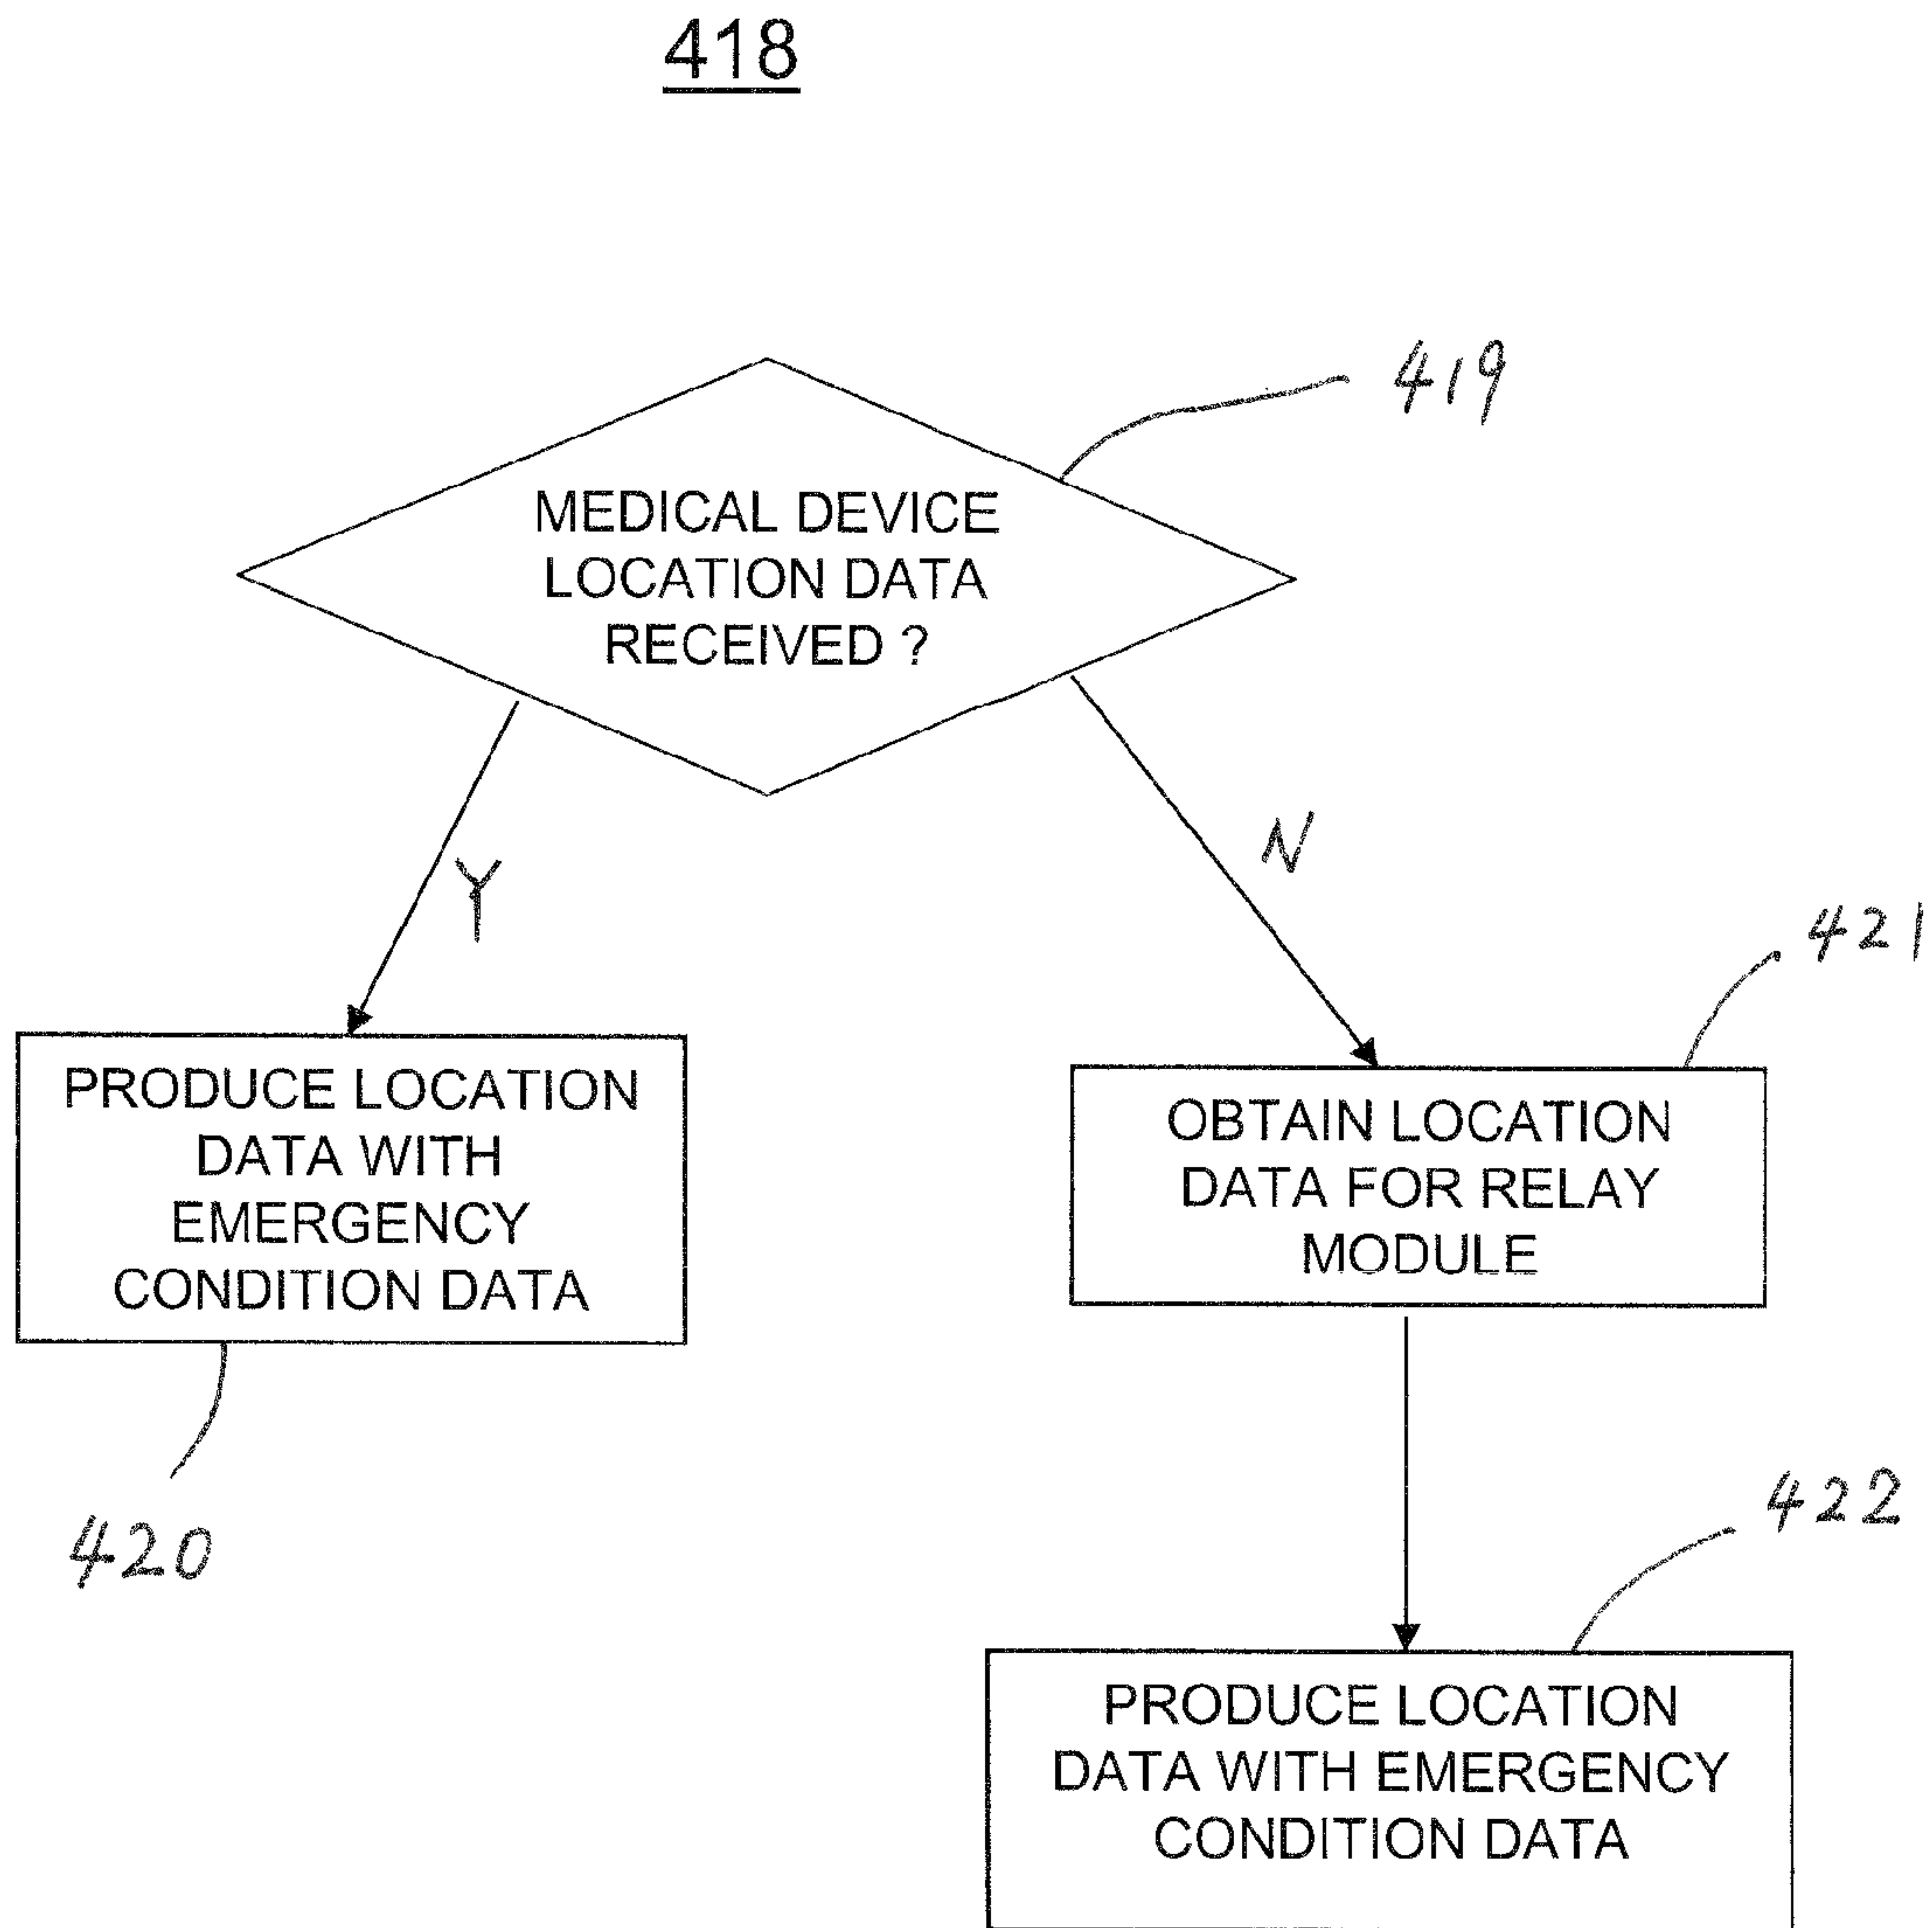 418
419
MEDICAL DEVICE
LOCATION DATA
RECEIVED ?
Y
N
421
PRODUCE LOCATION
DATA WITH
EMERGENCY
CONDITION DATA
OBTAIN LOCATION
DATA FOR RELAY
MODULE
420
422
PRODUCE LOCATION
DATA WITH EMERGENCY
CONDITION DATA